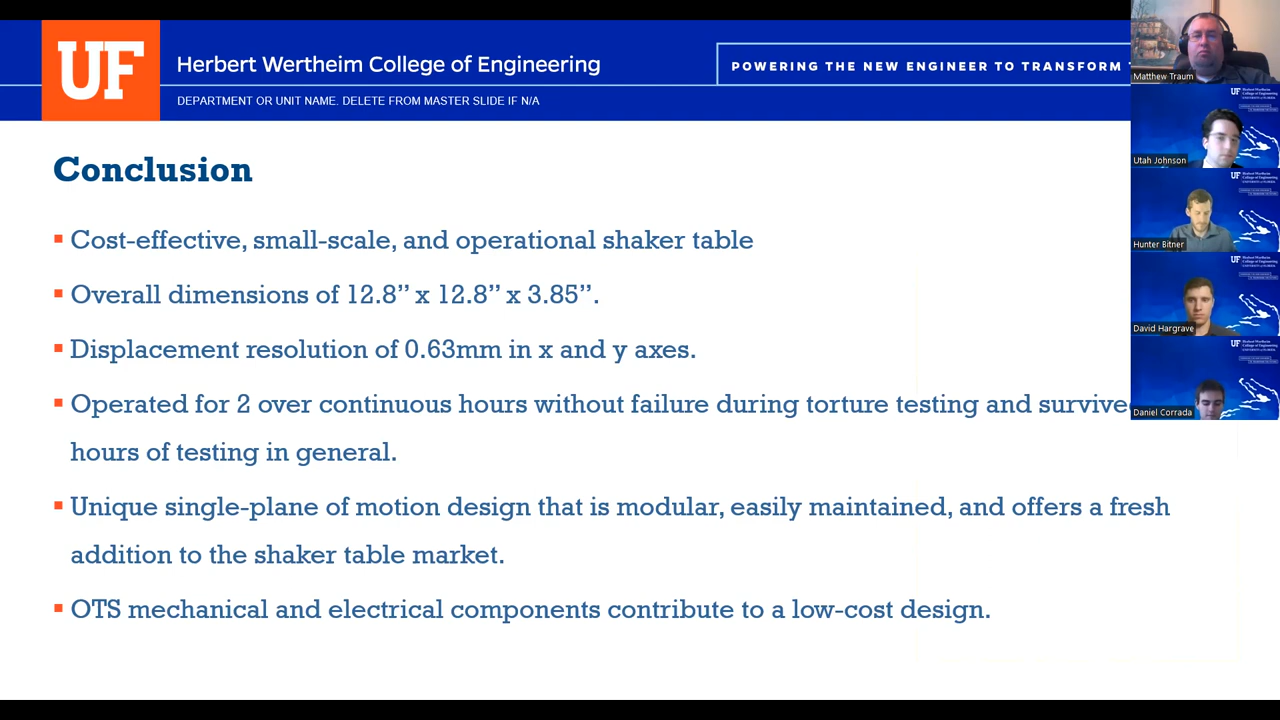 UF
Herbert Wertheim College of Engineering
POWERING THE NEW ENGINEER TO TRANSFORM
DEPARTMENT OR UNIT NAME. DELETE FROM MASTER SLIDE IF N/A
Conclusion
Cost-effective, small-scale, and operational shaker table
Overall dimensions of 12.8” x 12.8” x 3.85”.
Displacement resolution of 0.63mm in x and y axes.
Operated for 2 over continuous hours without failure during torture testing and survived
hours of testing in general.
Unique single-plane of motion design that is modular, easily maintained, and offers a fresh
addition to the shaker table market.
OTS mechanical and electrical components contribute to a low-cost design.
Matthew Traum
UF
Utah Johnson
UF
Hunter Bitner
UF
David Hargrave
UF
Daniel Corrada